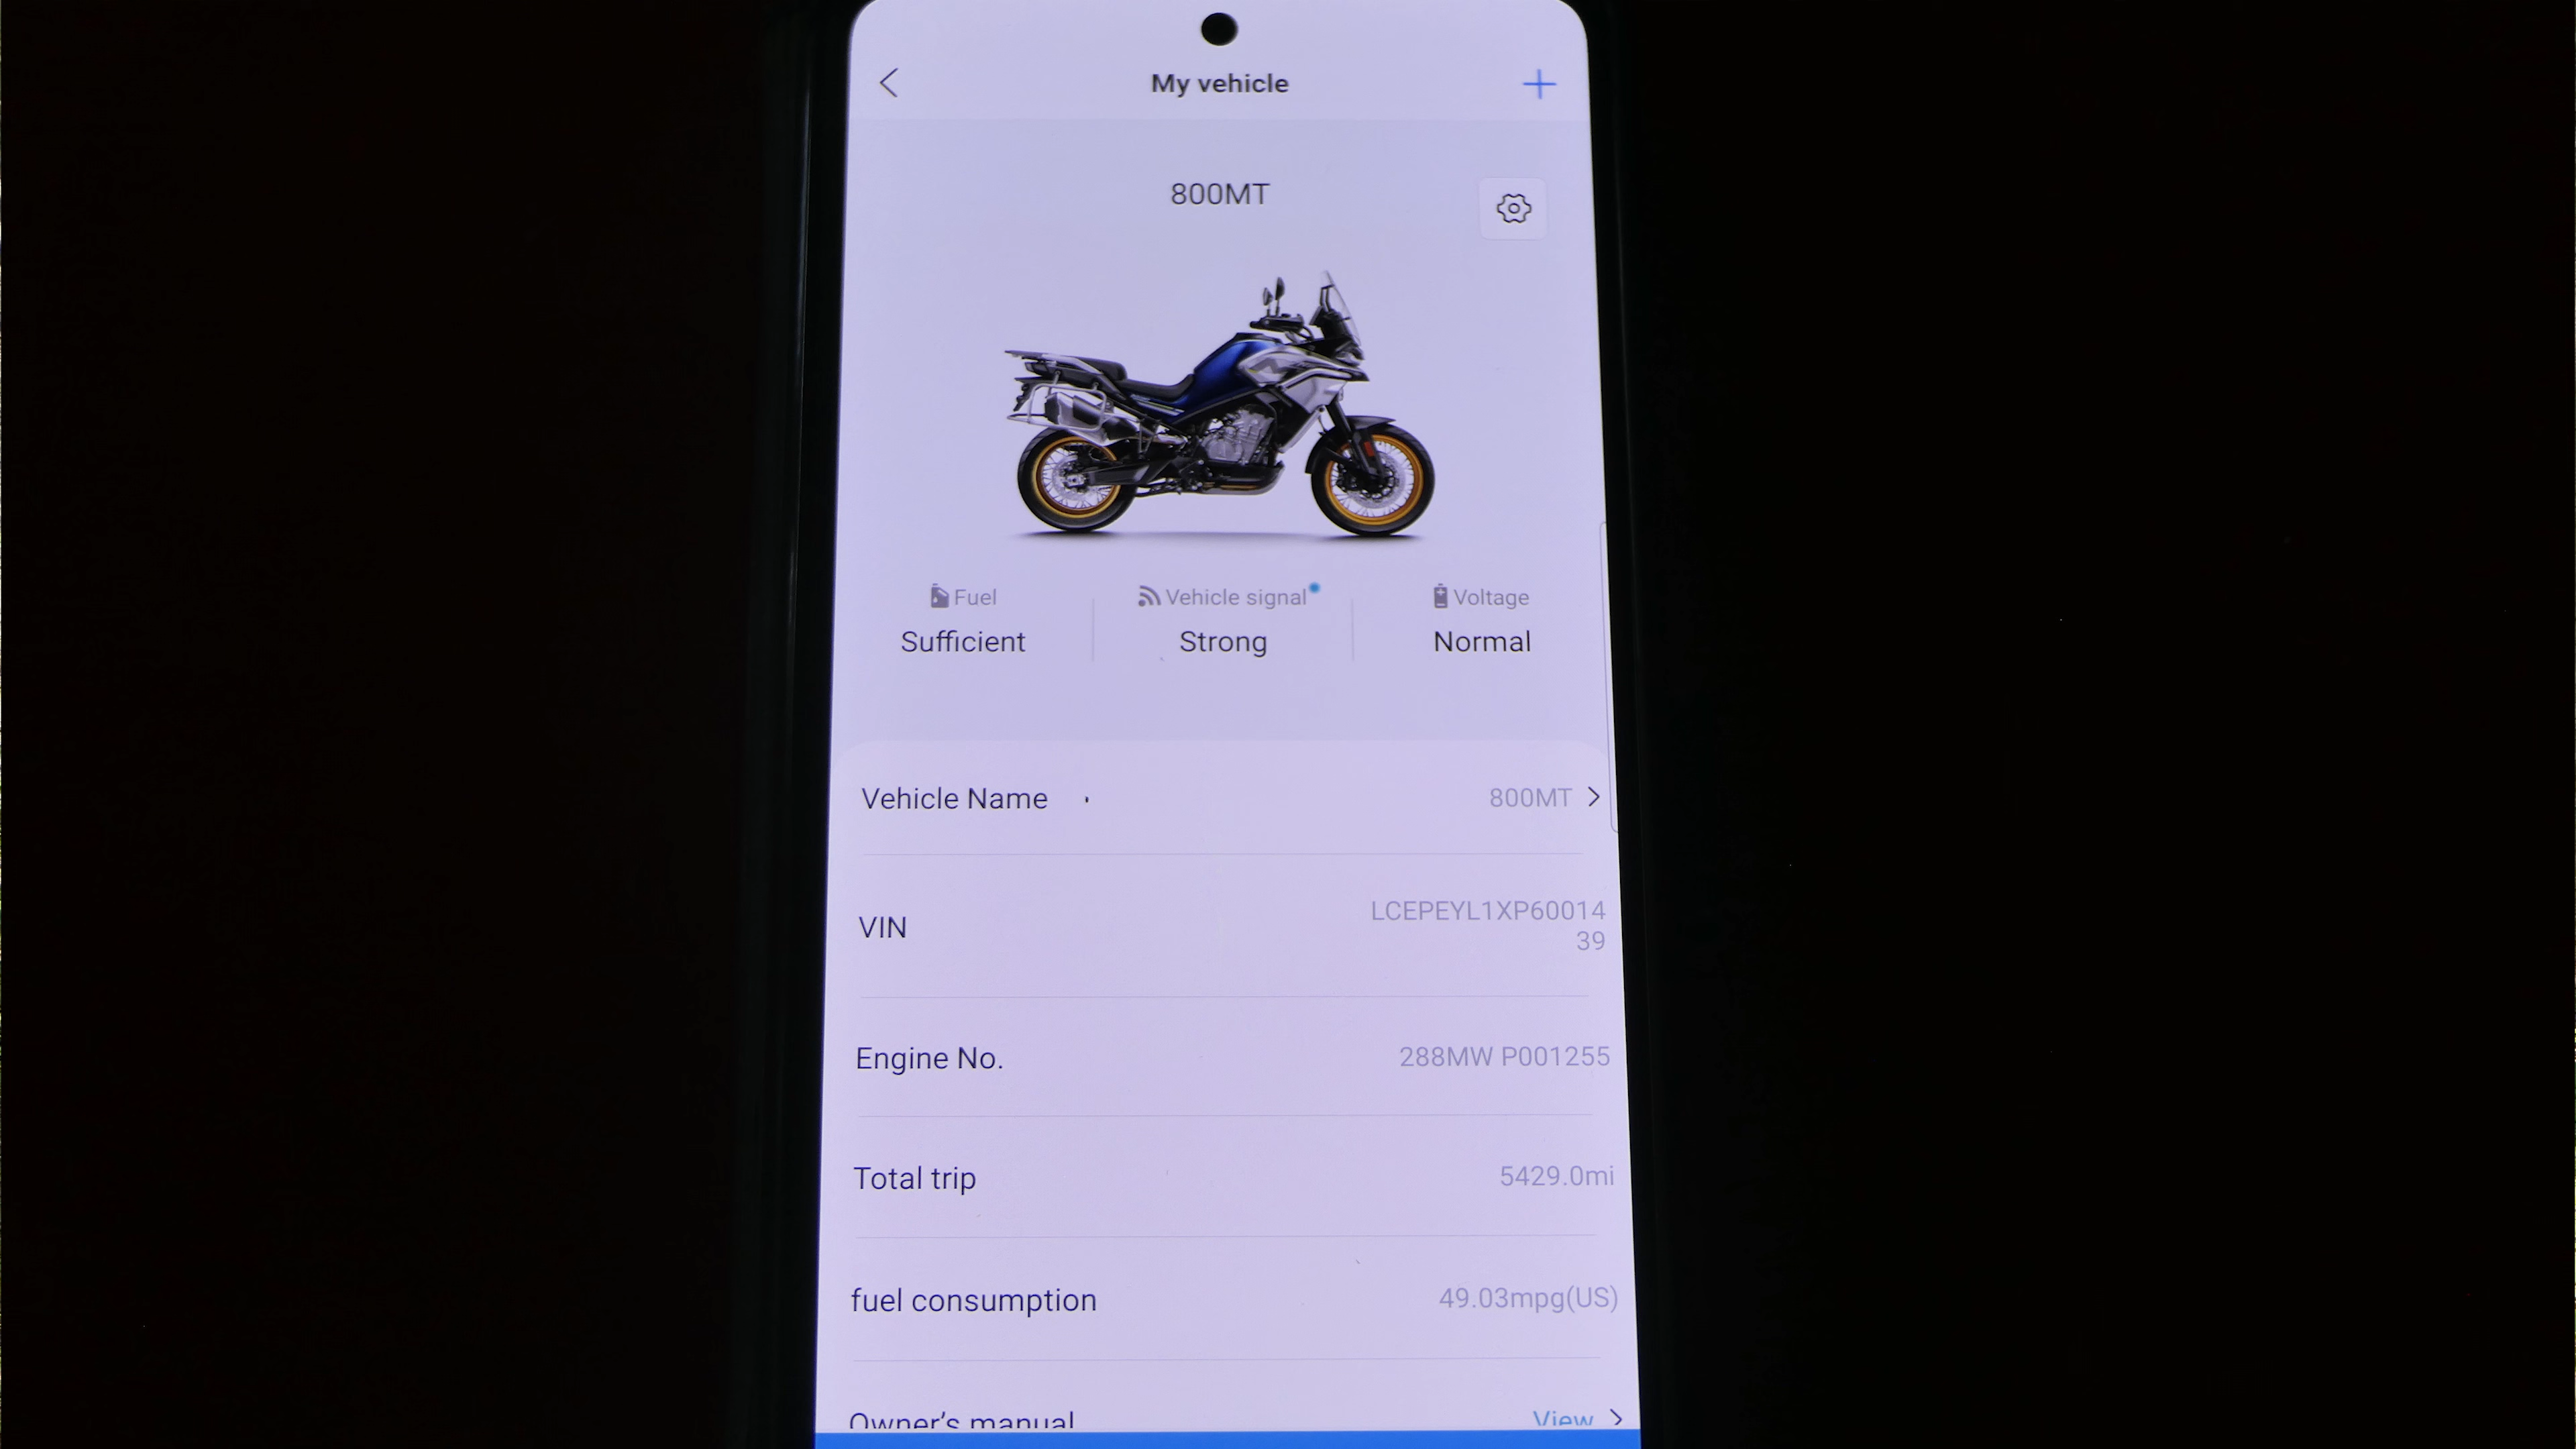 My vehicle
800MT
Fuel
Vehicle signal
Voltage
Sufficient
Strong
Normal
Vehicle Name
800MT
VIN
LCEPEYL1XP60014
39
Engine No.
288MW P001255
Total trip
5429.0mi
fuel consumption
49.03mpg(US)
Owner's manual
View